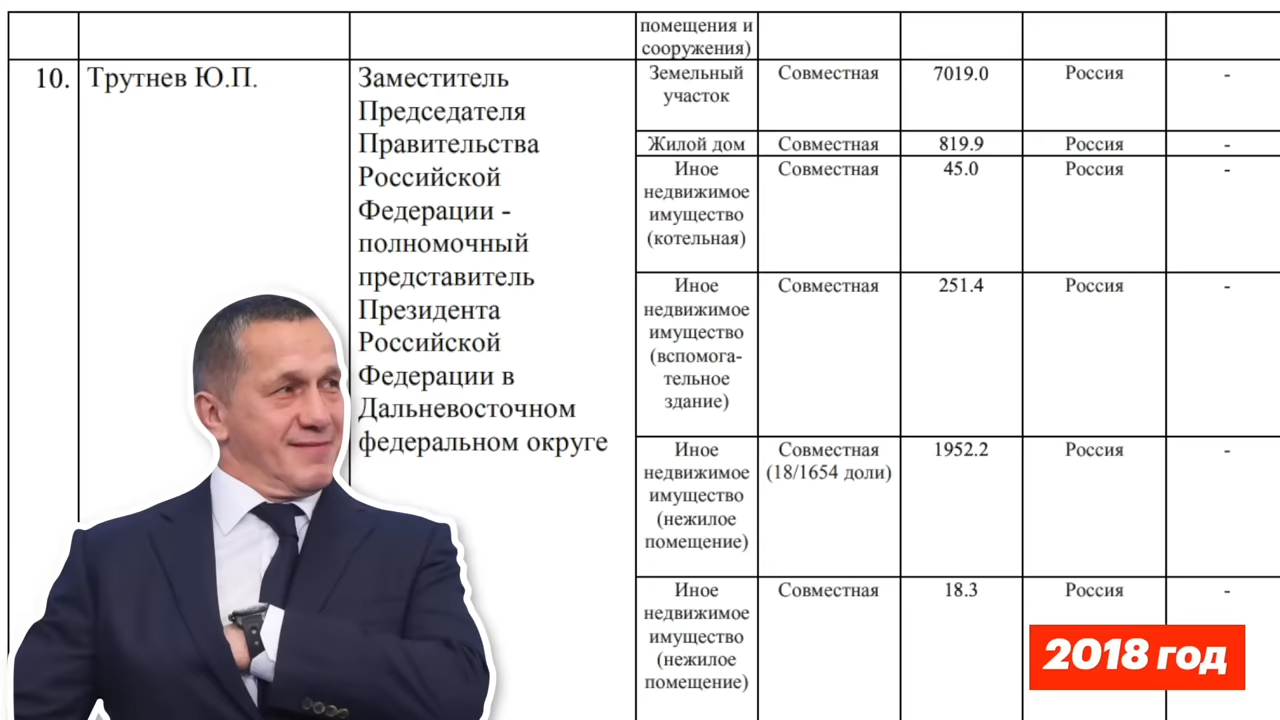 помещения и
сооружения)
10.
Трутнев Ю.П.
Заместитель
Председателя
Правительства
Российской
Федерации -
полномочный
представитель
Президента
Российской
Федерации в
Дальневосточном
федеральном округе
Земельный
участок
Совместная
7019.0
Россия
-
Жилой дом
Совместная
819.9
Россия
-
Иное
недвижимое
имущество
(котельная)
Совместная
45.0
Россия
-
Иное
недвижимое
имущество
(вспомога-
тельное
здание)
Совместная
251.4
Россия
-
Иное
недвижимое
имущество
(нежилое
помещение)
Совместная
(18/1654 доли)
1952.2
Россия
-
Иное
недвижимое
имущество
(нежилое
помещение)
Совместная
18.3
Россия
-
2018 год